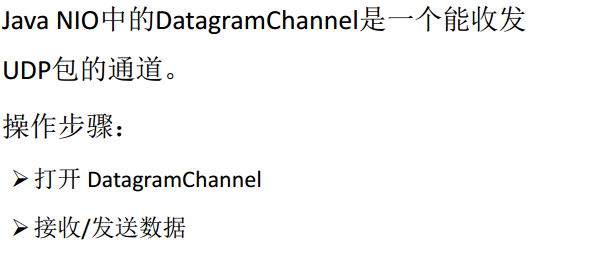 Java NIO中的DatagramChannel是一个能收发
UDP包的通道。
操作步骤：
➢打开 DatagramChannel
➢接收/发送数据